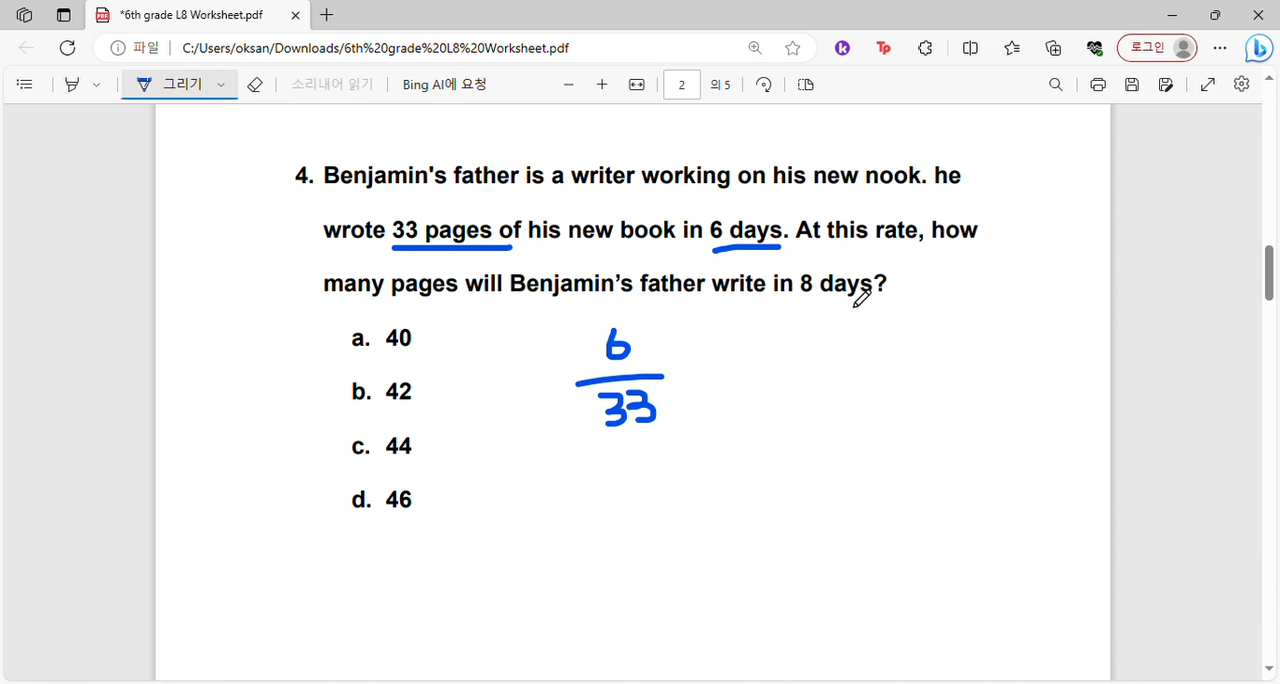 *6th grade L8 Worksheet.pdf
파일 C:/Users/oksan/Downloads/6th%20grade%20L8%20Worksheet.pdf 로그인
그리기 소리내어 읽기 Bing AI에 요청 2 의 5
4. Benjamin's father is a writer working on his new nook. he
wrote 33 pages of his new book in 6 days. At this rate, how
many pages will Benjamin’s father write in 8 days?
a. 40
b. 42
c. 44
d. 46
6
33